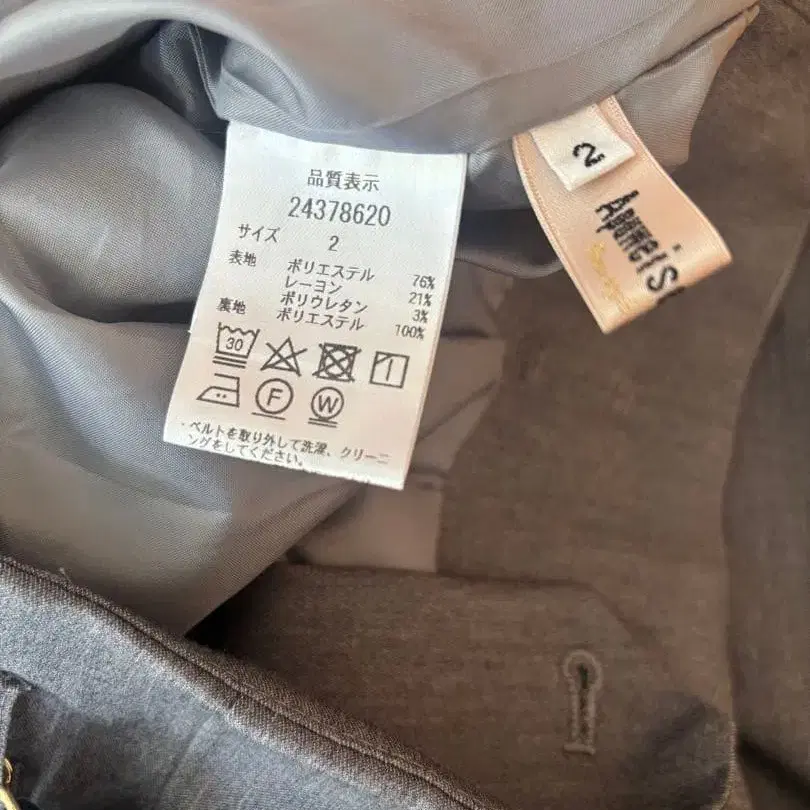 品質表示
24378620
サイズ 2
表地 ポリエステル 76%
レーヨン 21%
ポリウレタン 3%
裏地 ポリエステル 100%
30
F
W
・ベルトを取り外して洗濯、クリーニ
ングをしてください。
2
Apuwei